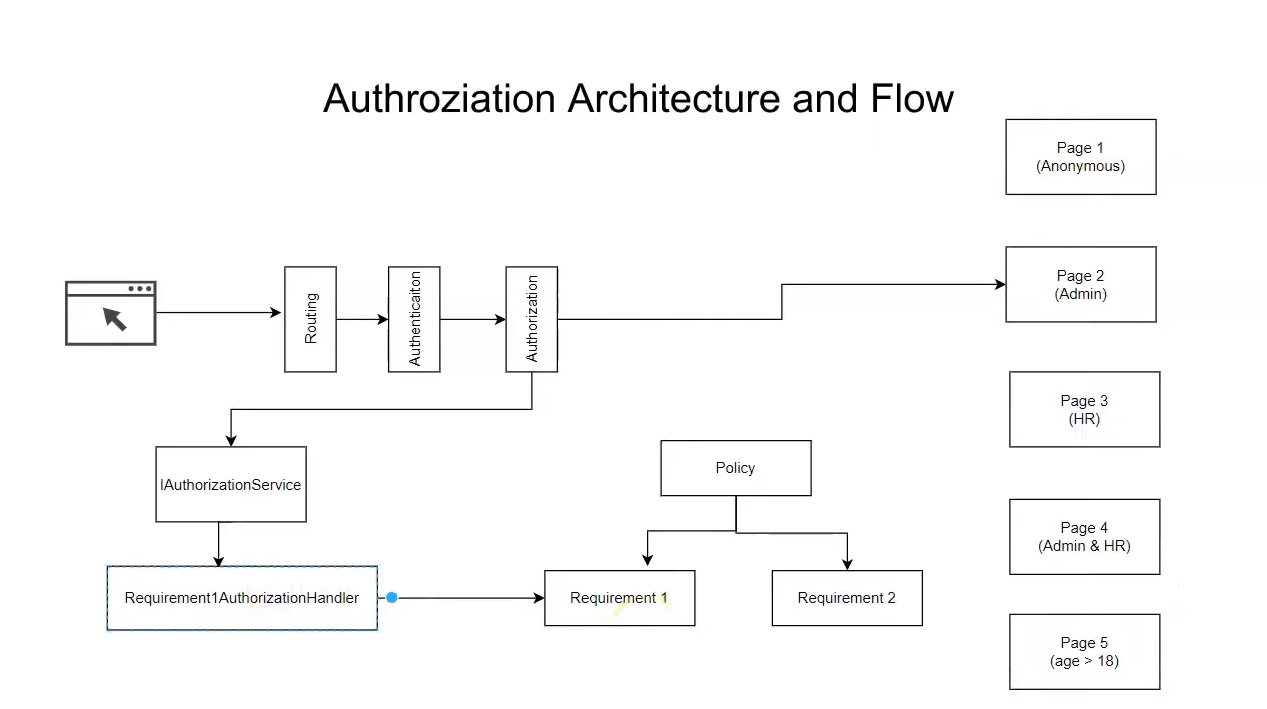 Authroziation Architecture and Flow
Page 1
(Anonymous)
Page 2
(Admin)
Routing
Authenticaiton
Authorization
Page 3
(HR)
Policy
IAuthorizationService
Page 4
(Admin & HR)
Requirement1AuthorizationHandler
Requirement 1
Requirement 2
Page 5
(age > 18)